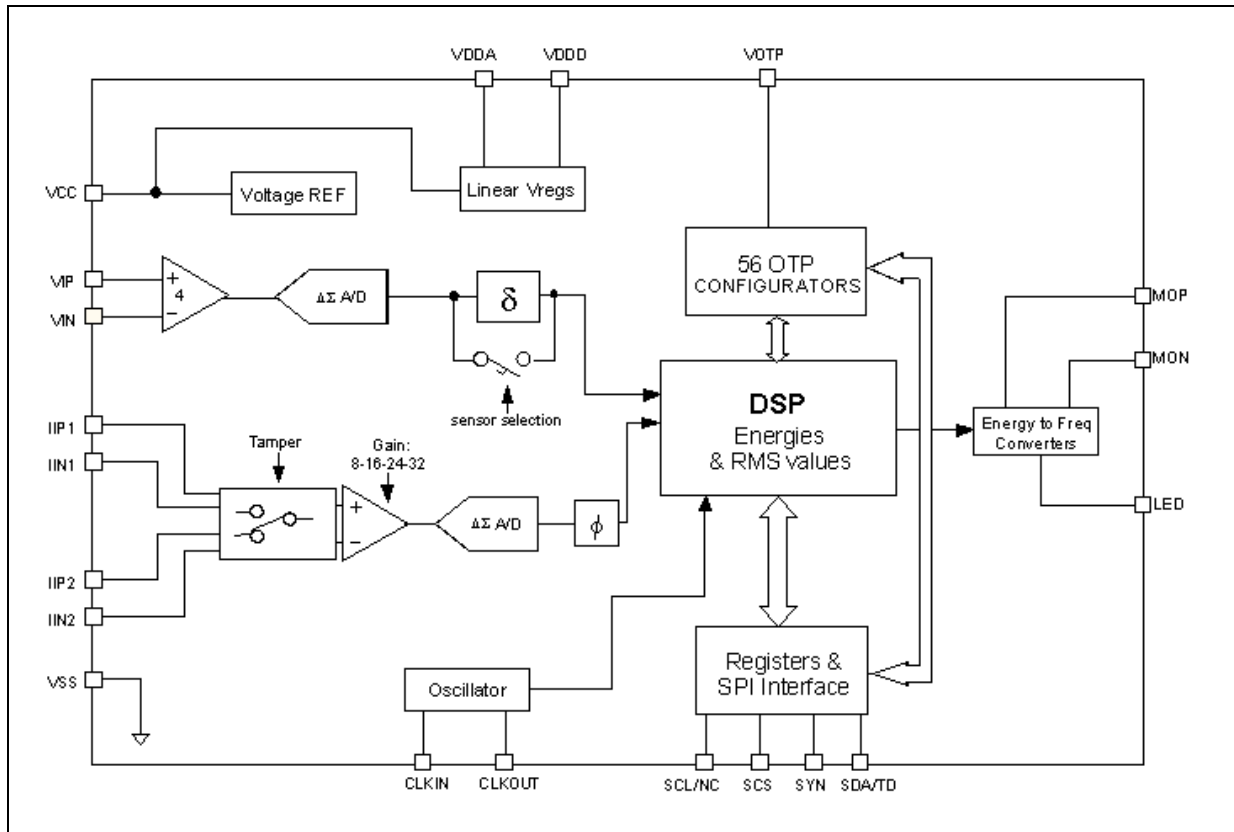 VDDA
VDDD
VOTP
VCC
Voltage REF
Linear Vregs
VIP
VIN
+
4
−
ΔΣ A/D
δ
sensor selection
56 OTP
CONFIGURATORS
MOP
MON
IIP1
IIN1
Tamper
Gain:
8-16-24-32
+
−
ΔΣ A/D
ϕ
DSP
Energies
& RMS values
Energy to Freq
Converters
LED
IIP2
IIN2
VSS
Oscillator
Registers &
SPI Interface
CLKIN
CLKOUT
SCL/NC
SCS
SYN
SDA/TD